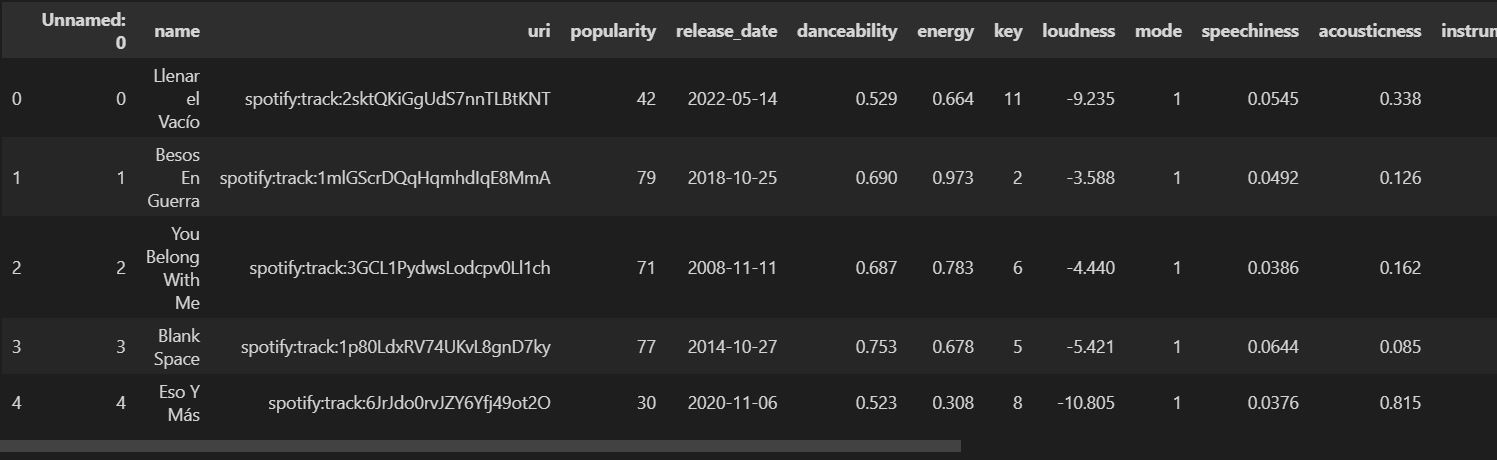 Unnamed: 0 name uri popularity release_date danceability energy key loudness mode speechiness acousticness instrum
0 0 Llenar el Vacío spotify:track:2sktQKiGgUdS7nnTLBtKNT 42 2022-05-14 0.529 0.664 11 -9.235 1 0.0545 0.338
1 1 Besos En Guerra spotify:track:1mlGScrDQqHqmhdIqE8MmA 79 2018-10-25 0.690 0.973 2 -3.588 1 0.0492 0.126
2 2 You Belong With Me spotify:track:3GCL1PydwsLodcpv0Ll1ch 71 2008-11-11 0.687 0.783 6 -4.440 1 0.0386 0.162
3 3 Blank Space spotify:track:1p80LdxRV74UKvL8gnD7ky 77 2014-10-27 0.753 0.678 5 -5.421 1 0.0644 0.085
4 4 Eso Y Más spotify:track:6JrJdo0rvJZY6Yfj49ot2O 30 2020-11-06 0.523 0.308 8 -10.805 1 0.0376 0.815